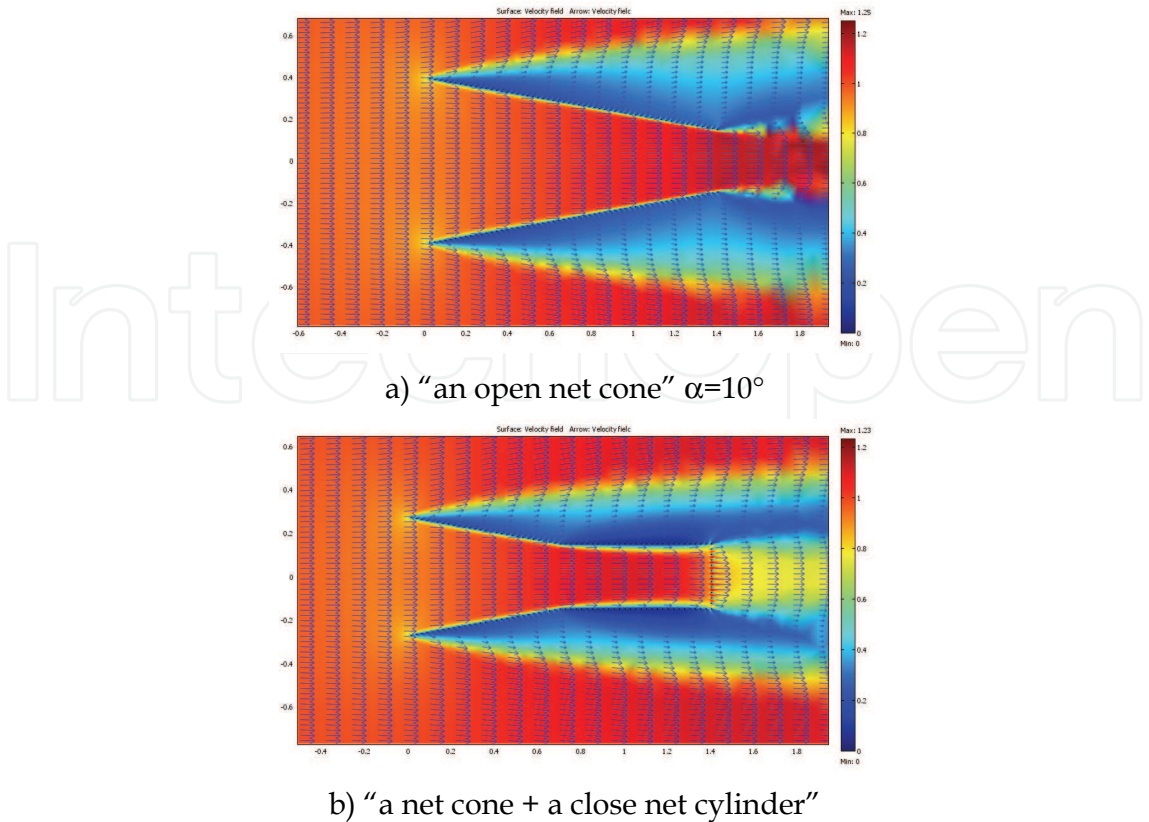 Surface: Velocity field Arrow: Velocity field
Max: 1.25
0.6
0.4
0.2
0
-0.2
-0.4
-0.6
-0.6 -0.4 -0.2 0 0.2 0.4 0.6 0.8 1 1.2 1.4 1.6 1.8
1.2
1
0.8
0.6
0.4
0.2
0
Min: 0
IntechOpen
a) “an open net cone” α=10°
Surface: Velocity field Arrow: Velocity field
Max: 1.23
0.6
0.4
0.2
0
-0.2
-0.4
-0.6
-0.4 -0.2 0 0.2 0.4 0.6 0.8 1 1.2 1.4 1.6 1.8
1.2
1
0.8
0.6
0.4
0.2
0
Min: 0
b) “a net cone + a close net cylinder”